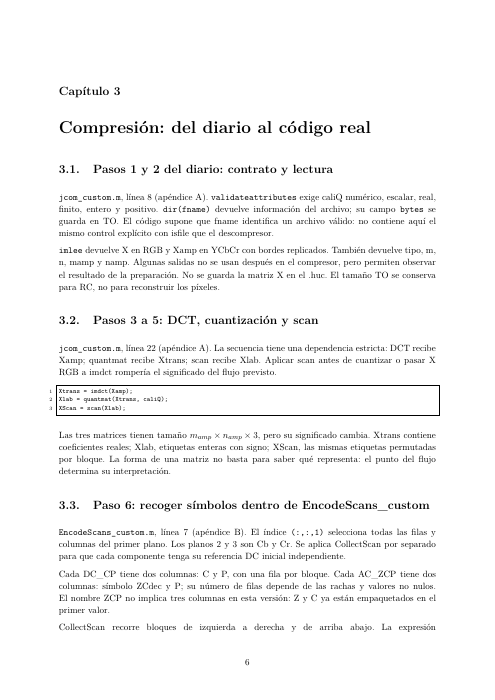 Capítulo 3
Compresión: del diario al código real
3.1. Pasos 1 y 2 del diario: contrato y lectura
jcom_custom.m, línea 8 (apéndice A). validateattributes exige caliQ numérico, escalar, real,
finito, entero y positivo. dir(fname) devuelve información del archivo; su campo bytes se
guarda en TO. El código supone que fname identifica un archivo válido: no contiene aquí el
mismo control explícito con isfile que el descompresor.
imlee devuelve X en RGB y Xamp en YCbCr con bordes replicados. También devuelve tipo, m,
n, mamp y namp. Algunas salidas no se usan después en el compresor, pero permiten observar
el resultado de la preparación. No se guarda la matriz X en el .huc. El tamaño TO se conserva
para RC, no para reconstruir los píxeles.
3.2. Pasos 3 a 5: DCT, cuantización y scan
jcom_custom.m, línea 22 (apéndice A). La secuencia tiene una dependencia estricta: DCT recibe
Xamp; quantmat recibe Xtrans; scan recibe Xlab. Aplicar scan antes de cuantizar o pasar X
RGB a imdct rompería el significado del flujo previsto.
1 Xtrans = imdct(Xamp);
2 Xlab = quantmat(Xtrans, caliQ);
3 XScan = scan(Xlab);
Las tres matrices tienen tamaño mamp × namp × 3, pero su significado cambia. Xtrans contiene
coeficientes reales; Xlab, etiquetas enteras con signo; XScan, las mismas etiquetas permutadas
por bloque. La forma de una matriz no basta para saber qué representa: el punto del flujo
determina su interpretación.
3.3. Paso 6: recoger símbolos dentro de EncodeScans_custom
EncodeScans_custom.m, línea 7 (apéndice B). El índice (:,:,1) selecciona todas las filas y
columnas del primer plano. Los planos 2 y 3 son Cb y Cr. Se aplica CollectScan por separado
para que cada componente tenga su referencia DC inicial independiente.
Cada DC_CP tiene dos columnas: C y P, con una fila por bloque. Cada AC_ZCP tiene dos
columnas: símbolo ZCdec y P; su número de filas depende de las rachas y valores no nulos.
El nombre ZCP no implica tres columnas en esta versión: Z y C ya están empaquetados en el
primer valor.
CollectScan recorre bloques de izquierda a derecha y de arriba abajo. La expresión
6